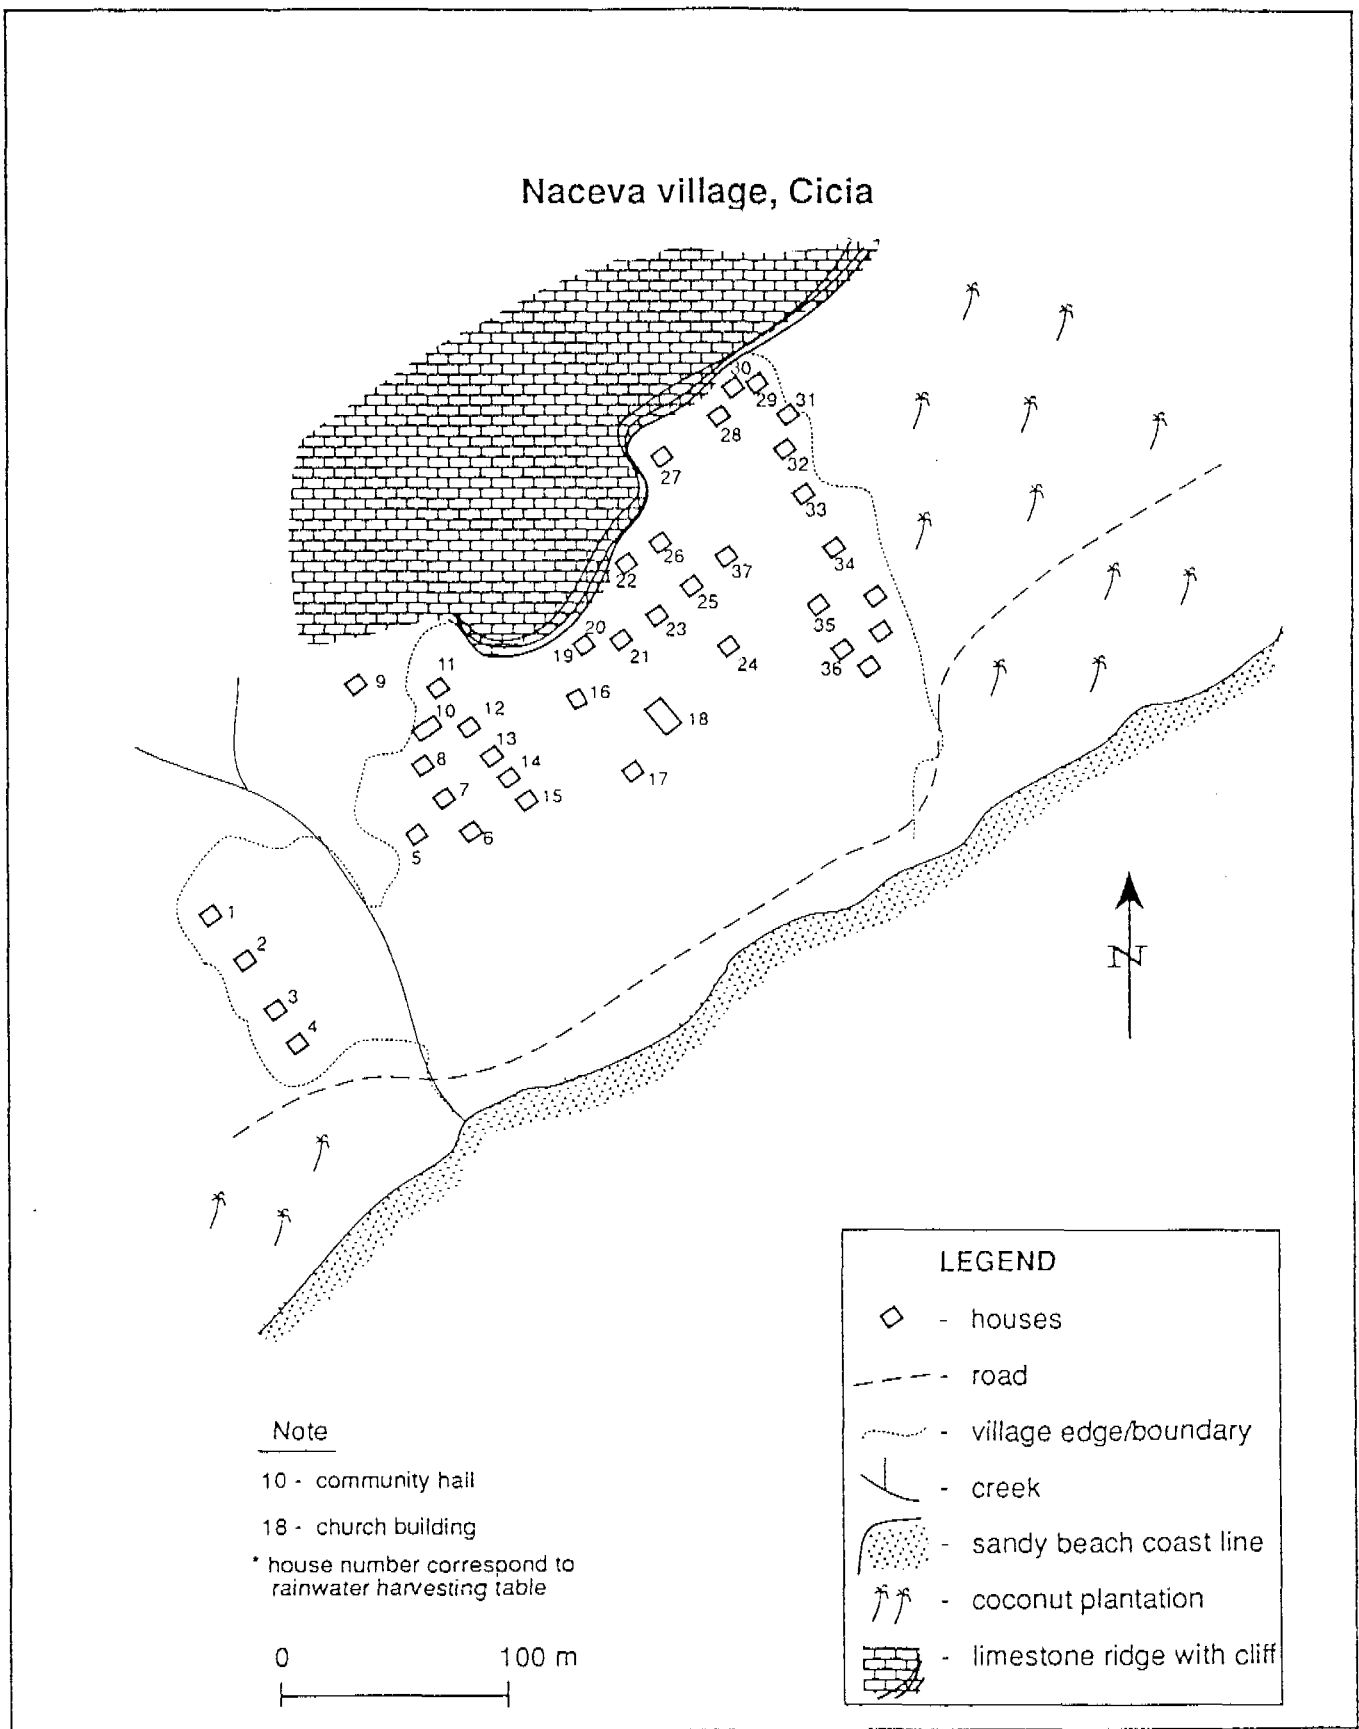 Naceva village, Cicia
30
29
31
28
32
27
33
26
37
34
22
25
20
23
35
19
21
24
36
11
9
16
10
12
18
13
8
14
17
7
15
6
5
1
2
3
4
N
LEGEND
- houses
- road
- village edge/boundary
- creek
- sandy beach coast line
- coconut plantation
- limestone ridge with cliff
Note
10 - community hall
18 - church building
* house number correspond to
rainwater harvesting table
0 100 m